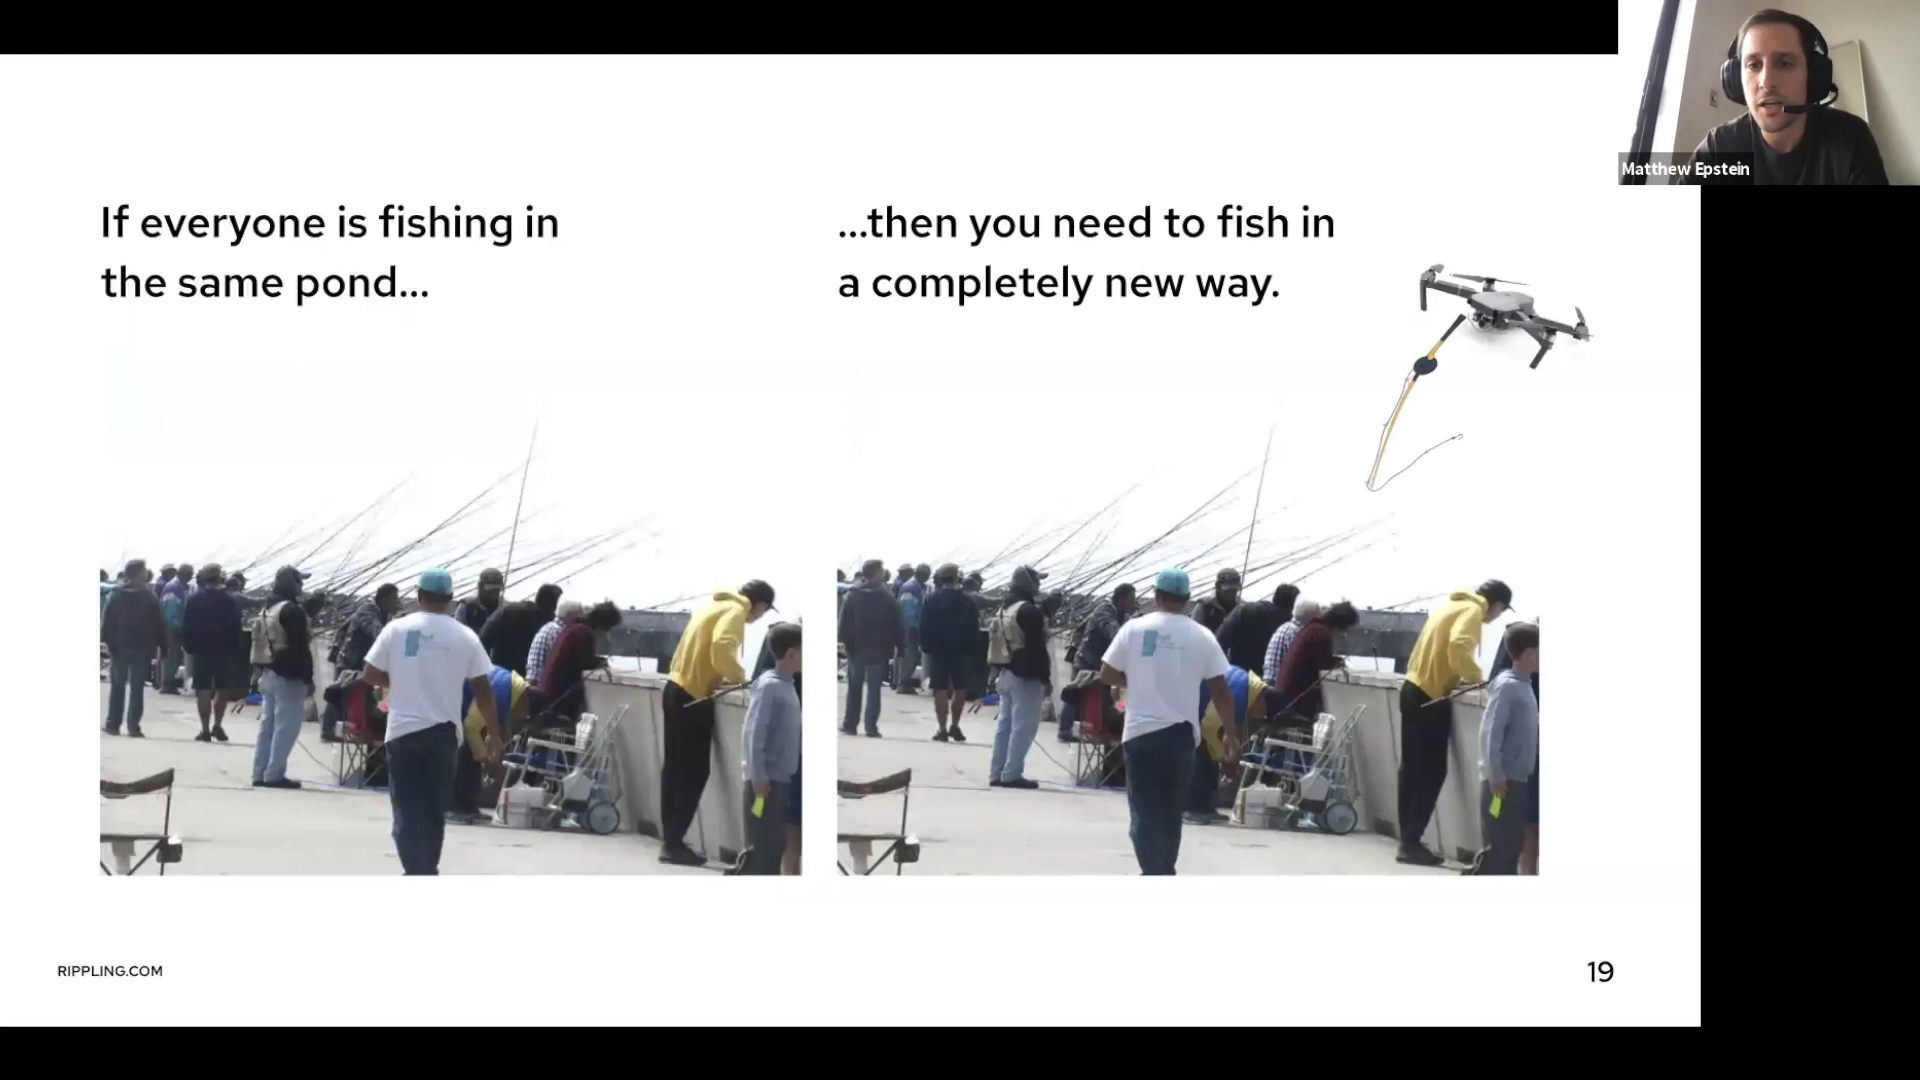 Matthew Epstein
If everyone is fishing in
the same pond...
...then you need to fish in
a completely new way.
RIPPLING.COM
19